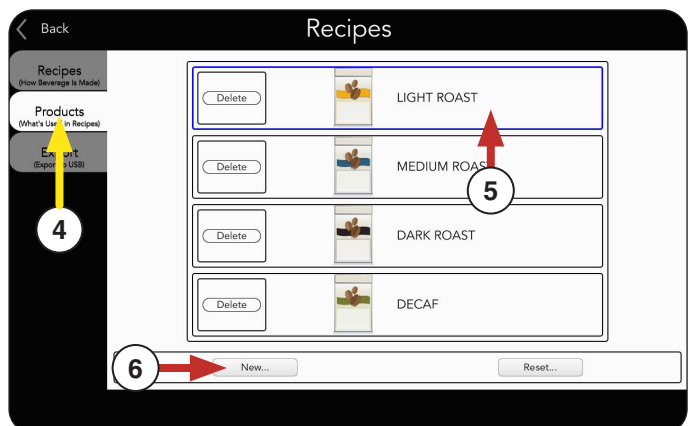 Back
Recipes
Recipes
(How Beverage Is Made)
Products
(What's Used in Recipes)
Export
(Export to USB)
4
Delete
LIGHT ROAST
Delete
MEDIUM ROAST
5
Delete
DARK ROAST
Delete
DECAF
6
New...
Reset...